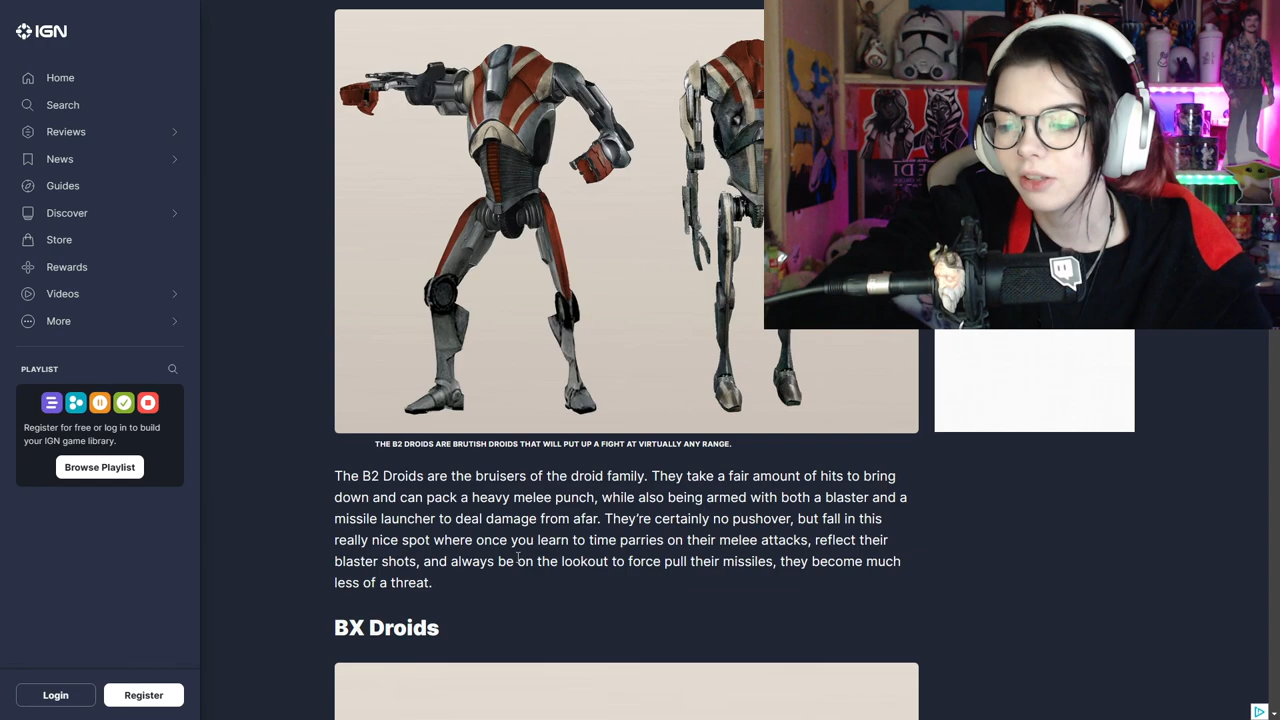 IGN
Home
Search
Reviews
News
Guides
Discover
Store
Rewards
Videos
More
PLAYLIST
Register for free or log in to build
your IGN game library.
Browse Playlist
Login
Register
THE B2 DROIDS ARE BRUTISH DROIDS THAT WILL PUT UP A FIGHT AT VIRTUALLY ANY RANGE.
The B2 Droids are the bruisers of the droid family. They take a fair amount of hits to bring
down and can pack a heavy melee punch, while also being armed with both a blaster and a
missile launcher to deal damage from afar. They’re certainly no pushover, but fall in this
really nice spot where once you learn to time parries on their melee attacks, reflect their
blaster shots, and always be on the lookout to force pull their missiles, they become much
less of a threat.
BX Droids
JEDI